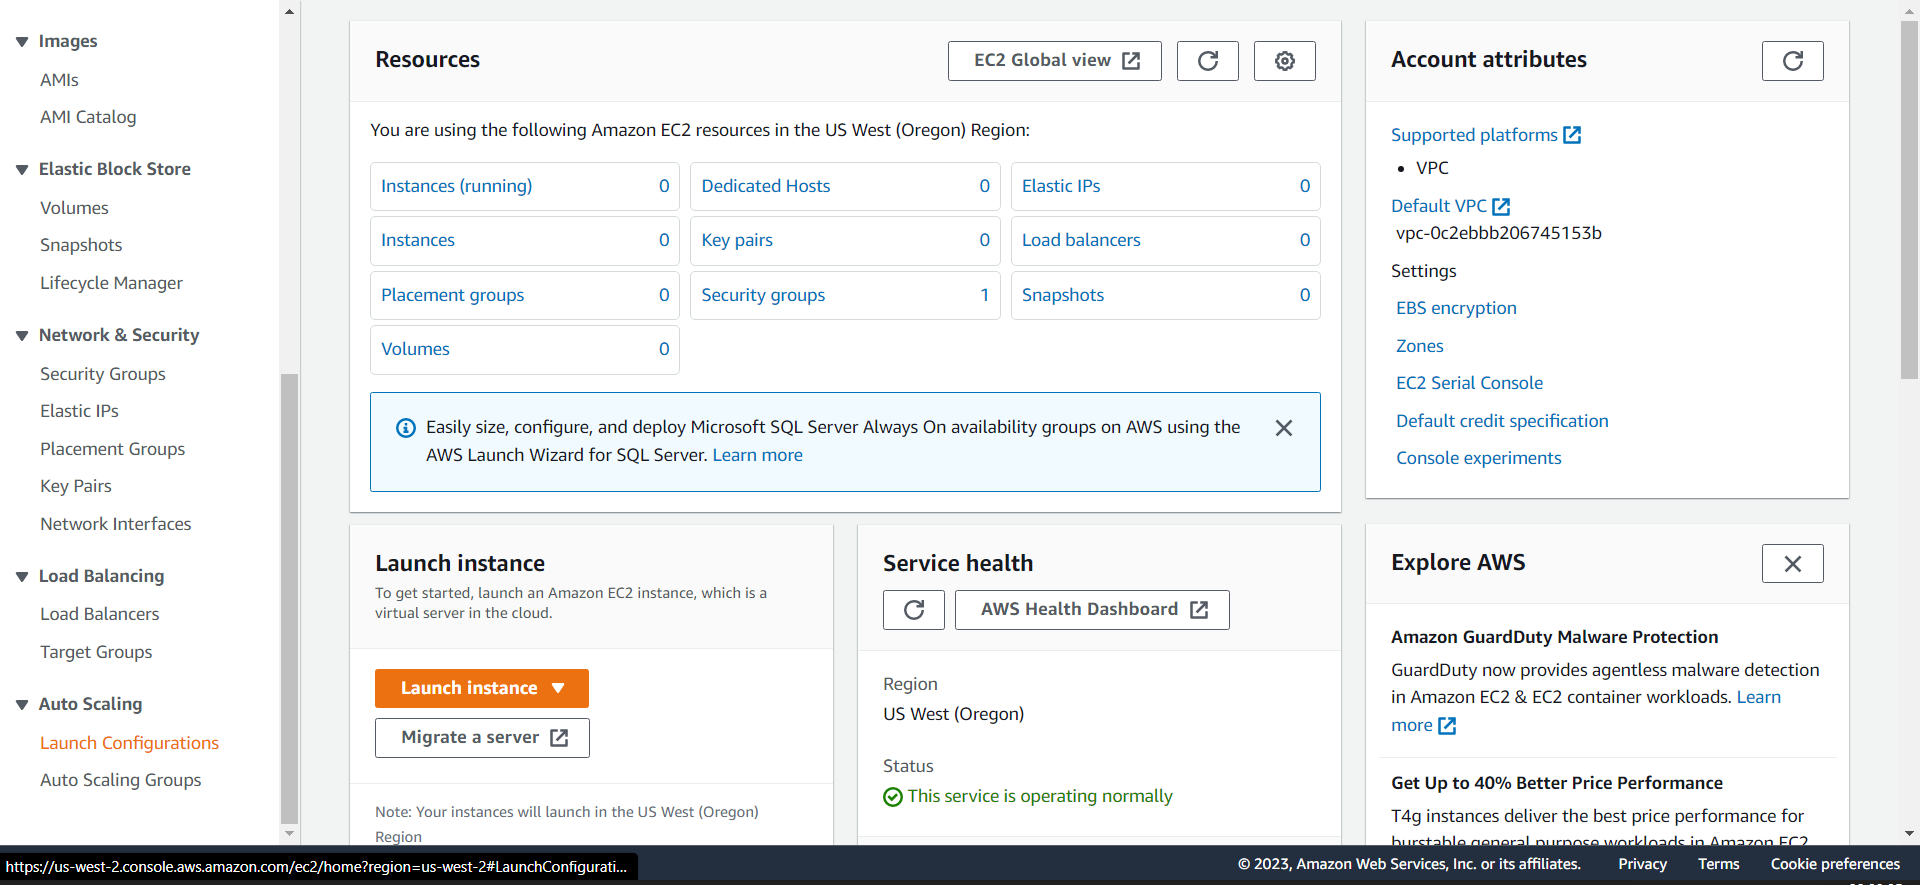 Images
AMIs
AMI Catalog
Elastic Block Store
Volumes
Snapshots
Lifecycle Manager
Network & Security
Security Groups
Elastic IPs
Placement Groups
Key Pairs
Network Interfaces
Load Balancing
Load Balancers
Target Groups
Auto Scaling
Launch Configurations
Auto Scaling Groups
Resources
EC2 Global view
You are using the following Amazon EC2 resources in the US West (Oregon) Region:
Instances (running) 0
Dedicated Hosts 0
Elastic IPs 0
Instances 0
Key pairs 0
Load balancers 0
Placement groups 0
Security groups 1
Snapshots 0
Volumes 0
Easily size, configure, and deploy Microsoft SQL Server Always On availability groups on AWS using the
AWS Launch Wizard for SQL Server. Learn more
Account attributes
Supported platforms
• VPC
Default VPC
vpc-0c2ebbb206745153b
Settings
EBS encryption
Zones
EC2 Serial Console
Default credit specification
Console experiments
Launch instance
To get started, launch an Amazon EC2 instance, which is a
virtual server in the cloud.
Launch instance
Migrate a server
Note: Your instances will launch in the US West (Oregon)
Region
Service health
AWS Health Dashboard
Region
US West (Oregon)
Status
This service is operating normally
Explore AWS
Amazon GuardDuty Malware Protection
GuardDuty now provides agentless malware detection
in Amazon EC2 & EC2 container workloads. Learn
more
Get Up to 40% Better Price Performance
T4g instances deliver the best price performance for
burstable general purpose workloads in Amazon EC2
https://us-west-2.console.aws.amazon.com/ec2/home?region=us-west-2#LaunchConfigurati...
© 2023, Amazon Web Services, Inc. or its affiliates.
Privacy
Terms
Cookie preferences